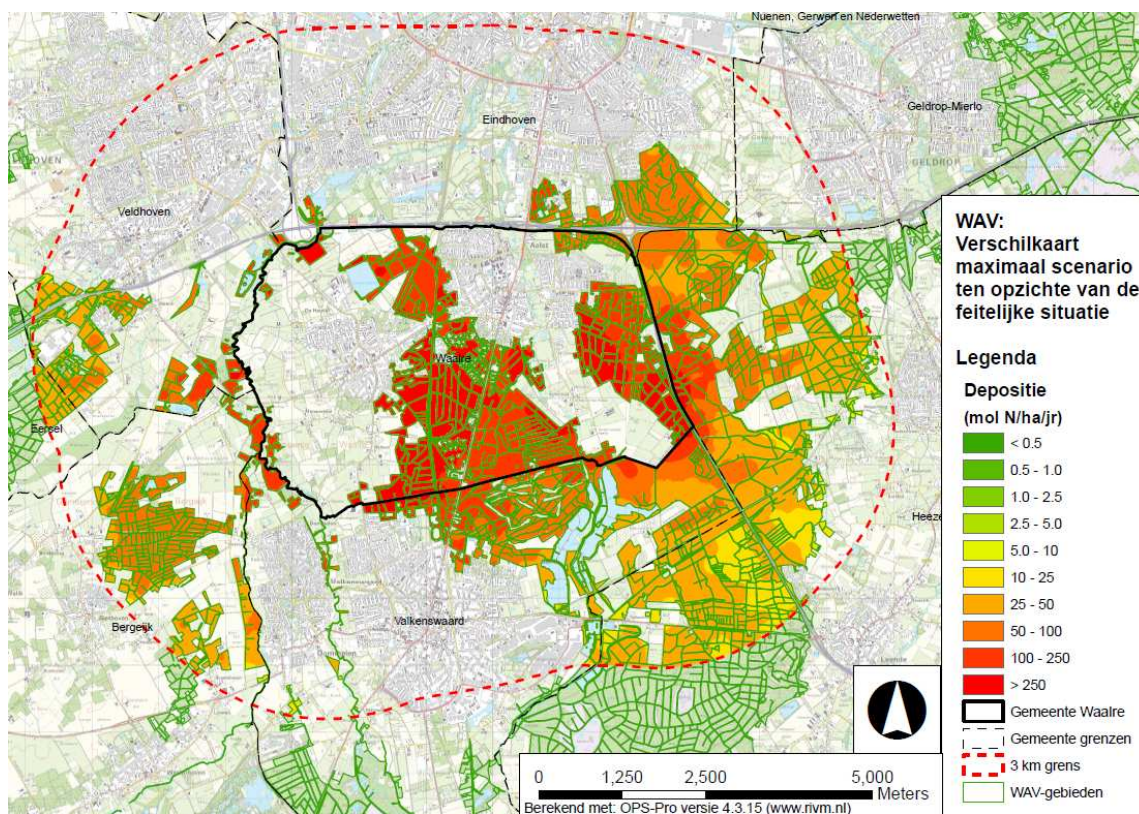 Nuenen, Gerwen en Nederwetten
Geldrop-Mierlo
Eindhoven
GELDROP
Veldhoven
Aalst
Waalre
Eersel
Heeze
Bergeijk
Valkenswaard
Leende
WAV:
Verschilkaart
maximaal scenario
ten opzichte van de
feitelijke situatie
Legenda
Depositie
(mol N/ha/jr)
< 0.5
0.5 - 1.0
1.0 - 2.5
2.5 - 5.0
5.0 - 10
10 - 25
25 - 50
50 - 100
100 - 250
> 250
Gemeente Waalre
Gemeente grenzen
3 km grens
WAV-gebieden
0 1,250 2,500 5,000
Meters
Berekend met: OPS-Pro versie 4.3.15 (www.rivm.nl)